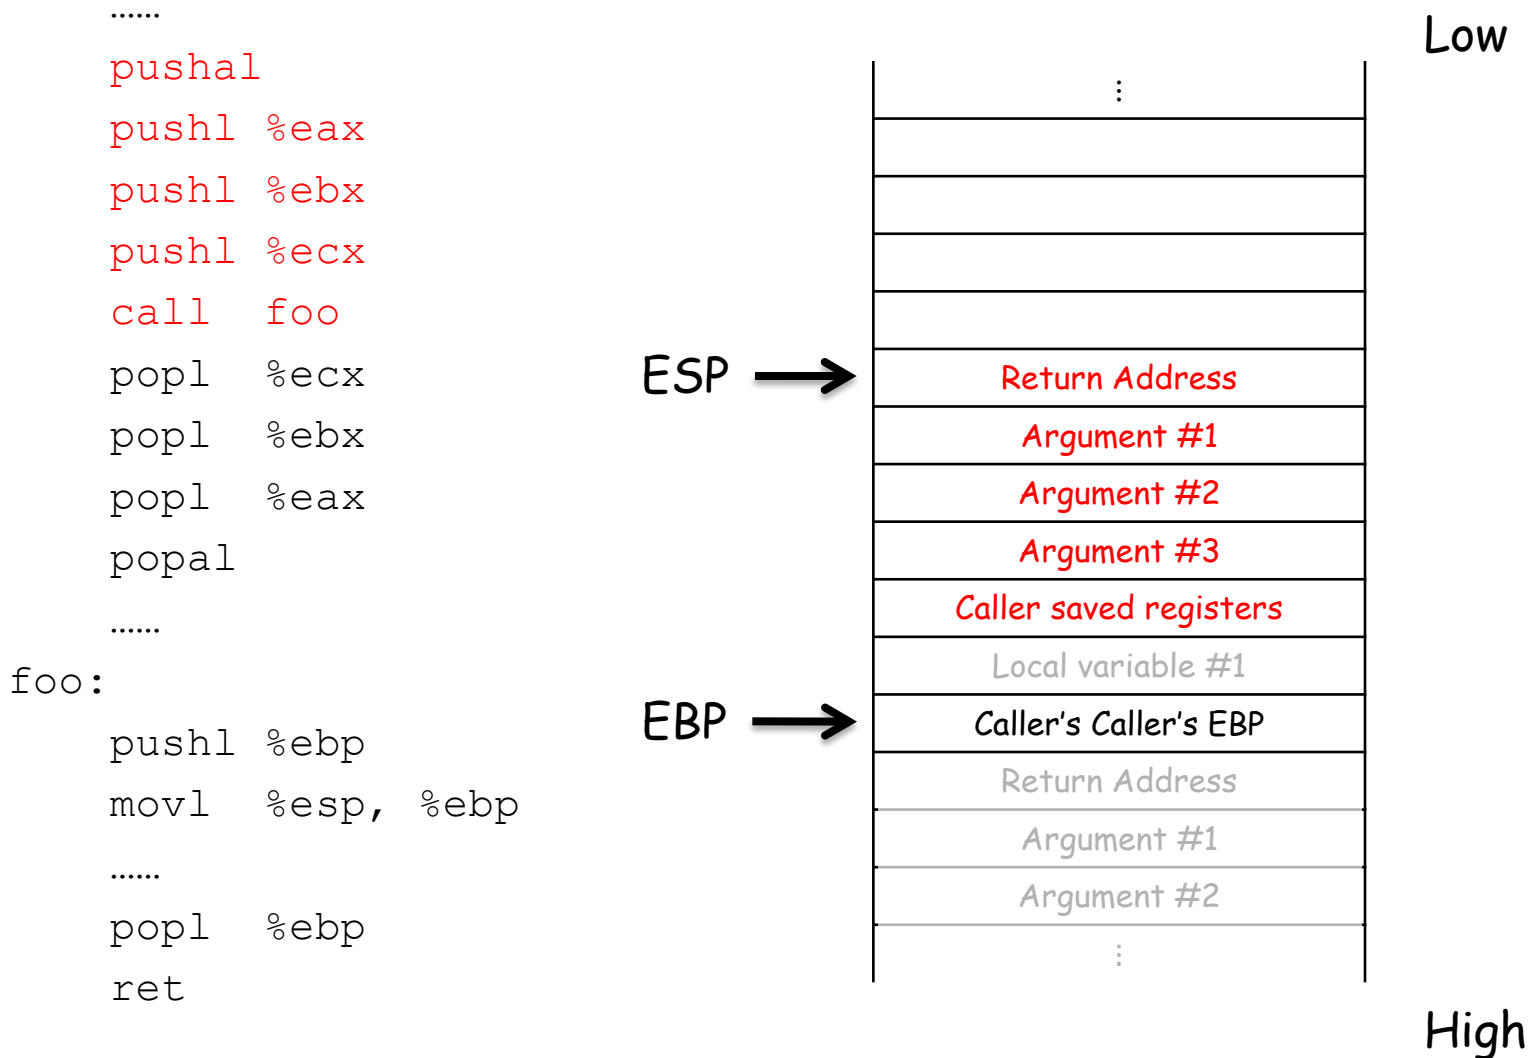 ……
pushal
pushl %eax
pushl %ebx
pushl %ecx
call foo
popl %ecx
popl %ebx
popl %eax
popal
……
foo:
pushl %ebp
movl %esp, %ebp
……
popl %ebp
ret
Low
⋮
ESP
Return Address
Argument #1
Argument #2
Argument #3
Caller saved registers
Local variable #1
EBP
Caller’s Caller’s EBP
Return Address
Argument #1
Argument #2
⋮
High